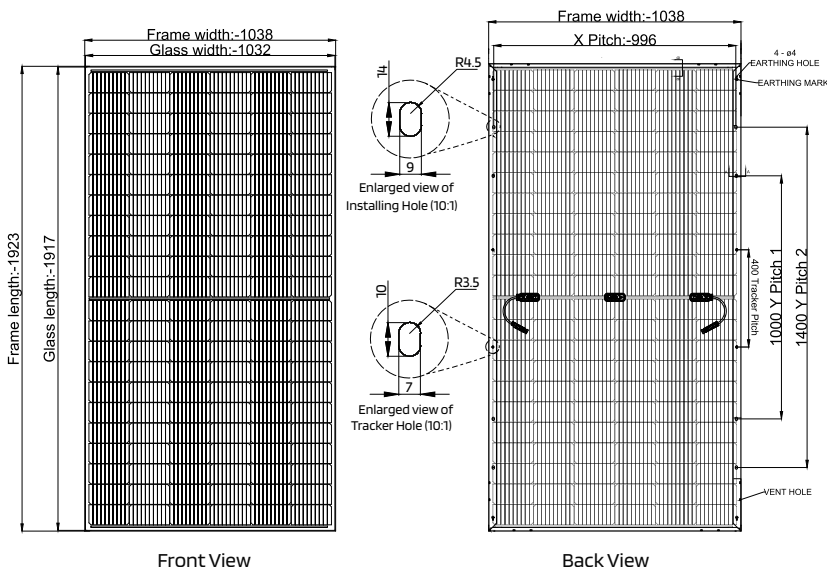 Frame width:-1038
Glass width:-1032
Frame length:-1923
Glass length:-1917
Front View
14
R4.5
9
Enlarged view of
Installing Hole (10:1)
10
R3.5
7
Enlarged view of
Tracker Hole (10:1)
Frame width:-1038
X Pitch:-996
4 - ø4
EARTHING HOLE
EARTHING MARK
400 Tracker Pitch
1000 Y Pitch 1
1400 Y Pitch 2
VENT HOLE
Back View